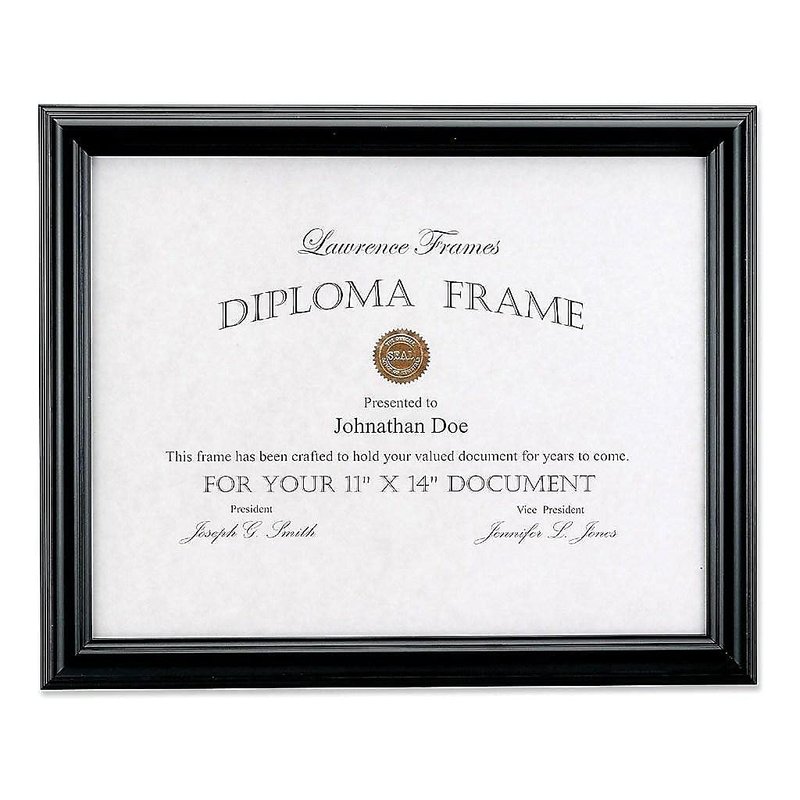 Lawrence Frames
DIPLOMA FRAME
SEAL
Presented to
Johnathan Doe
This frame has been crafted to hold your valued document for years to come.
FOR YOUR 11" X 14" DOCUMENT
President
Vice President
Joseph G. Smith
Jennifer L. Jones